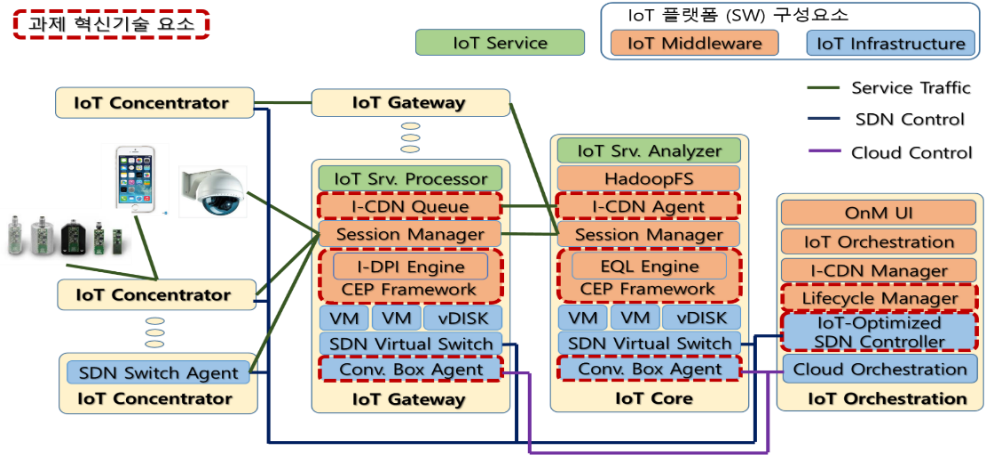 과제 혁신기술 요소
IoT 플랫폼 (SW) 구성요소
IoT Service
IoT Middleware
IoT Infrastructure
Service Traffic
SDN Control
Cloud Control
IoT Concentrator
IoT Gateway
IoT Concentrator
SDN Switch Agent
IoT Concentrator
IoT Srv. Processor
I-CDN Queue
Session Manager
I-DPI Engine
CEP Framework
VM
VM
vDISK
SDN Virtual Switch
Conv. Box Agent
IoT Gateway
IoT Srv. Analyzer
HadoopFS
I-CDN Agent
Session Manager
EQL Engine
CEP Framework
VM
VM
vDISK
SDN Virtual Switch
Conv. Box Agent
IoT Core
OnM UI
IoT Orchestration
I-CDN Manager
Lifecycle Manager
IoT-Optimized
SDN Controller
Cloud Orchestration
IoT Orchestration